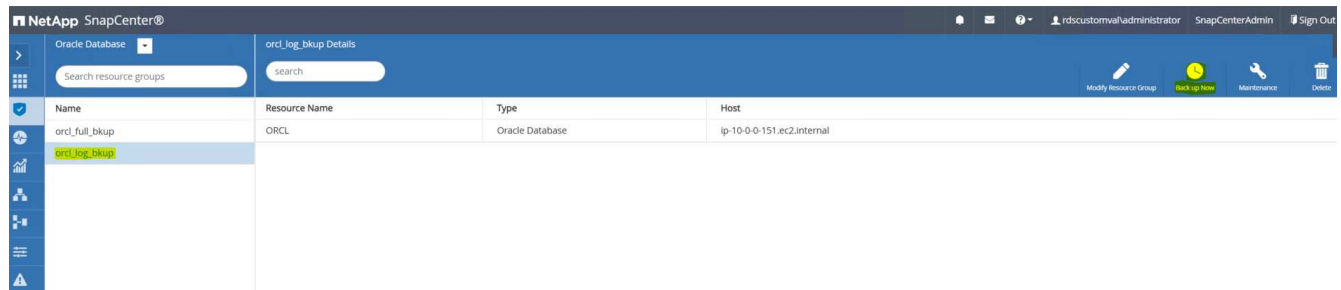 NetApp SnapCenter®
rdscustomval\administrator SnapCenterAdmin Sign Out
Oracle Database
orcl_log_bkup Details
Search resource groups
search
Modify Resource Group Back up Now Maintenance Delete
Name
Resource Name Type Host
orcl_full_bkup
ORCL Oracle Database ip-10-0-0-151.ec2.internal
orcl_log_bkup